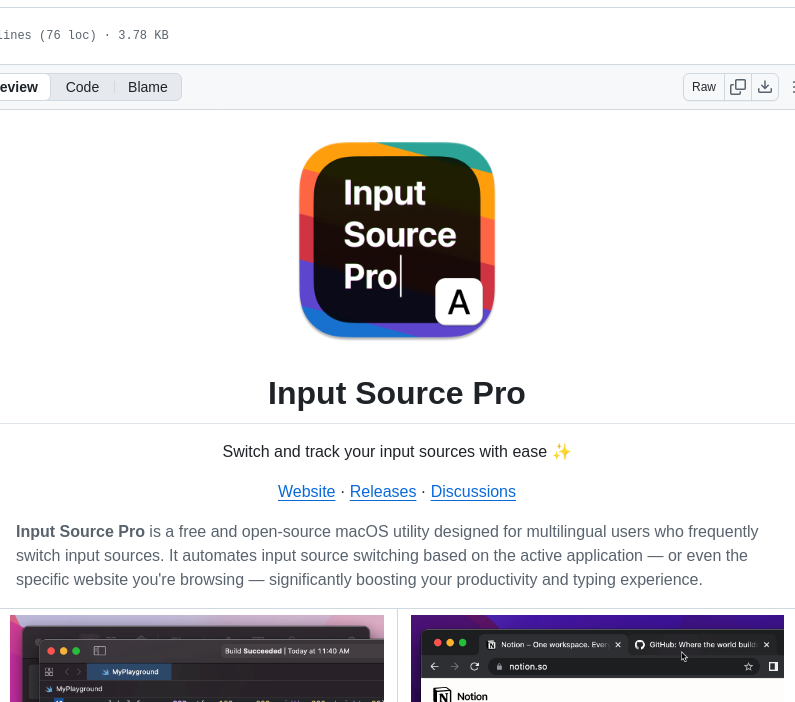 lines (76 loc) · 3.78 KB
eview Code Blame Raw
Input
Source
Pro
A
Input Source Pro
Switch and track your input sources with ease ✨
Website · Releases · Discussions
Input Source Pro is a free and open-source macOS utility designed for multilingual users who frequently
switch input sources. It automates input source switching based on the active application — or even the
specific website you're browsing — significantly boosting your productivity and typing experience.
Build Succeeded | Today at 11:40 AM
MyPlayground
MyPlayground
Notion – One workspace. Every
GitHub: Where the world build
notion.so
Notion